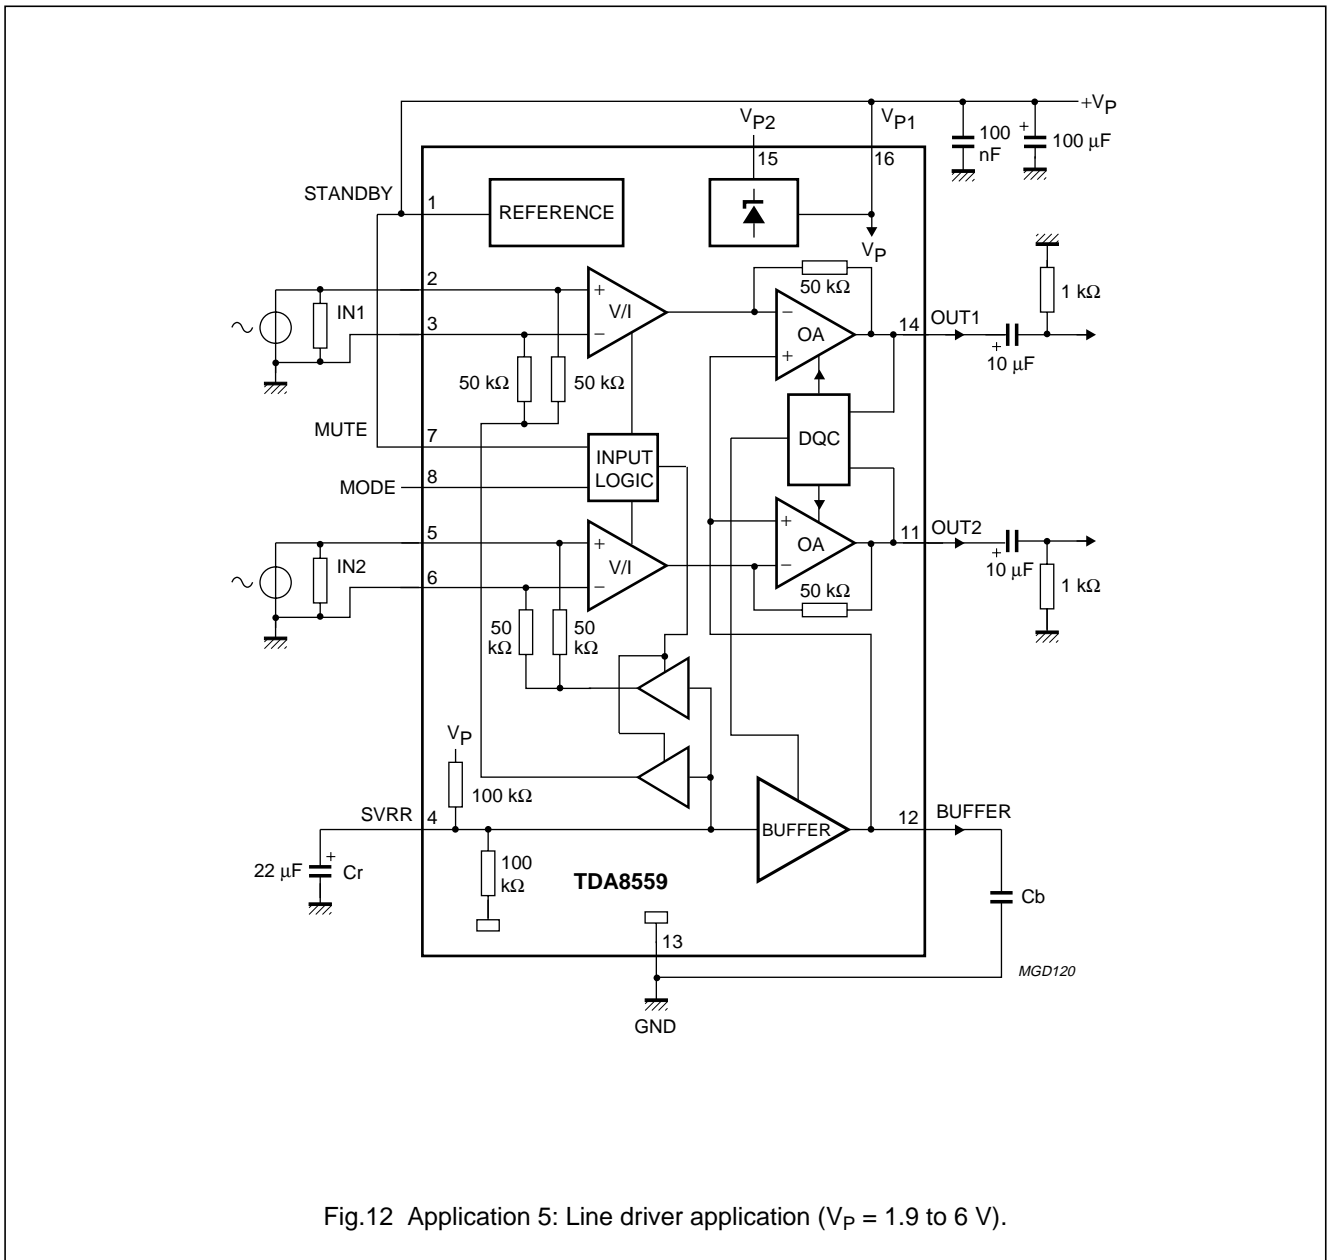 +VP
VP2
VP1
100 nF
+
100 μF
15
16
STANDBY
1
REFERENCE
VP
2
+
V/I
50 kΩ
1 kΩ
IN1
3
−
−
OA
+
14
OUT1
+
10 μF
50 kΩ
50 kΩ
MUTE
7
INPUT LOGIC
DQC
MODE
8
5
+
V/I
+
OA
11
OUT2
IN2
6
−
−
+
10 μF
50 kΩ
1 kΩ
50 kΩ
50 kΩ
VP
100 kΩ
SVRR
4
BUFFER
12
BUFFER
22 μF
+
Cr
100 kΩ
TDA8559
Cb
13
MGD120
GND
Fig.12 Application 5: Line driver application (VP = 1.9 to 6 V).